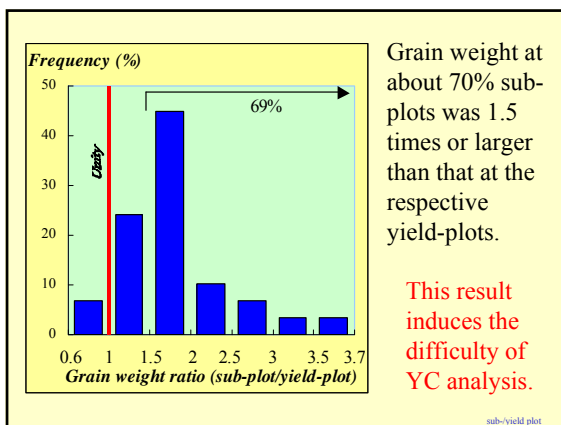 Frequency (%)
50
40
30
20
10
0
Unity
69%
0.6 1 1.5 2 2.5 3 3.5 3.7
Grain weight ratio (sub-plot/yield-plot)
Grain weight at
about 70% sub-
plots was 1.5
times or larger
than that at the
respective
yield-plots.
This result
induces the
difficulty of
YC analysis.
sub-/yield plot